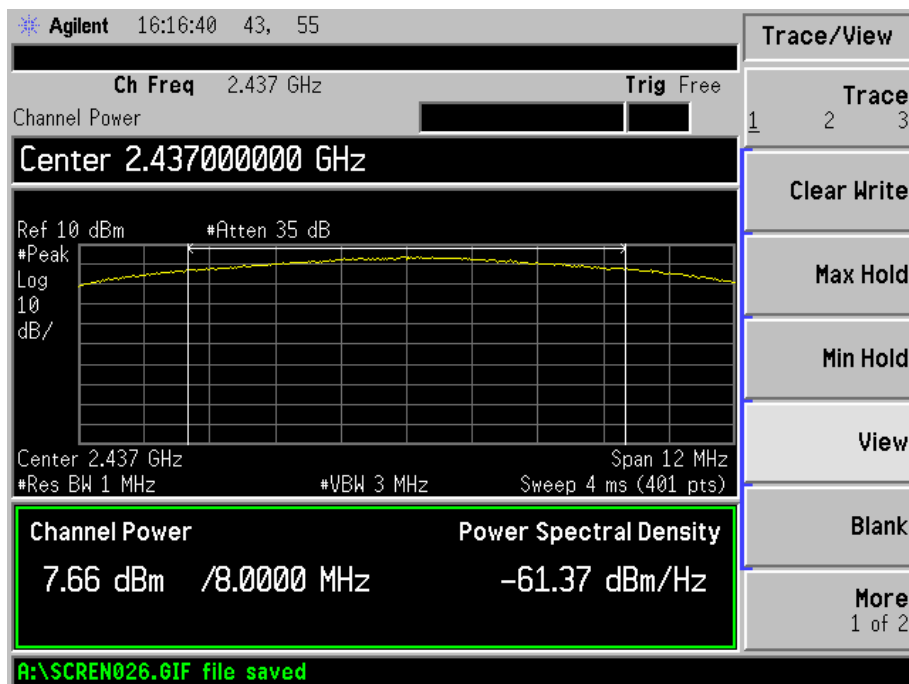 Agilent 16:16:40 43, 55
Trace/View
Ch Freq 2.437 GHz Trig Free
Channel Power
Trace
1 2 3
Center 2.437000000 GHz
Clear Write
Ref 10 dBm #Atten 35 dB
#Peak
Log
10
dB/
Max Hold
Min Hold
Center 2.437 GHz Span 12 MHz
#Res BW 1 MHz #VBW 3 MHz Sweep 4 ms (401 pts)
View
Channel Power Power Spectral Density
7.66 dBm /8.0000 MHz -61.37 dBm/Hz
Blank
More
1 of 2
A:\SCREN026.GIF file saved